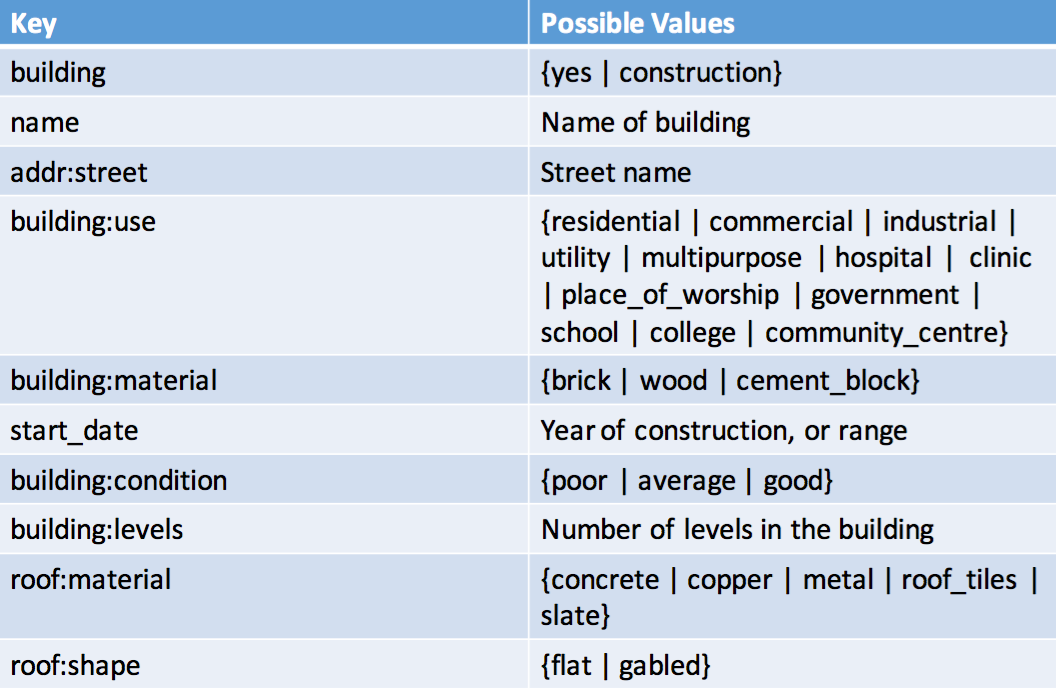 Key Possible Values
building {yes | construction}
name Name of building
addr:street Street name
building:use {residential | commercial | industrial |
utility | multipurpose | hospital | clinic
| place_of_worship | government |
school | college | community_centre}
building:material {brick | wood | cement_block}
start_date Year of construction, or range
building:condition {poor | average | good}
building:levels Number of levels in the building
roof:material {concrete | copper | metal | roof_tiles |
slate}
roof:shape {flat | gabled}